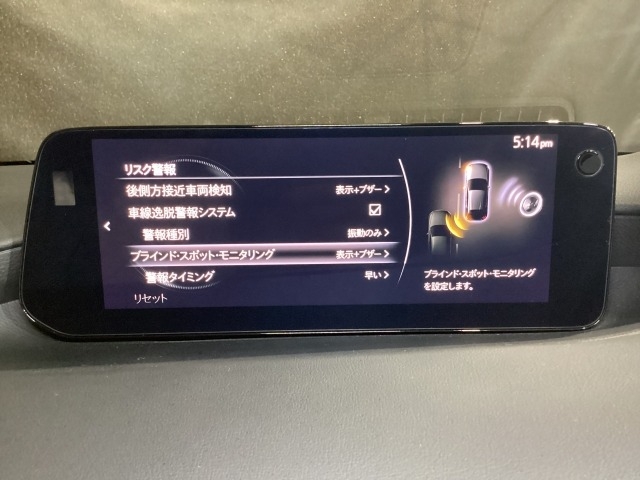 5:14pm
リスク警報
後側方接近車両検知 表示+ブザー
車線逸脱警報システム
警報種別 振動のみ
ブラインド・スポット・モニタリング 表示+ブザー
警報タイミング 早い
リセット
ブラインド・スポット・モニタリング
を設定します。